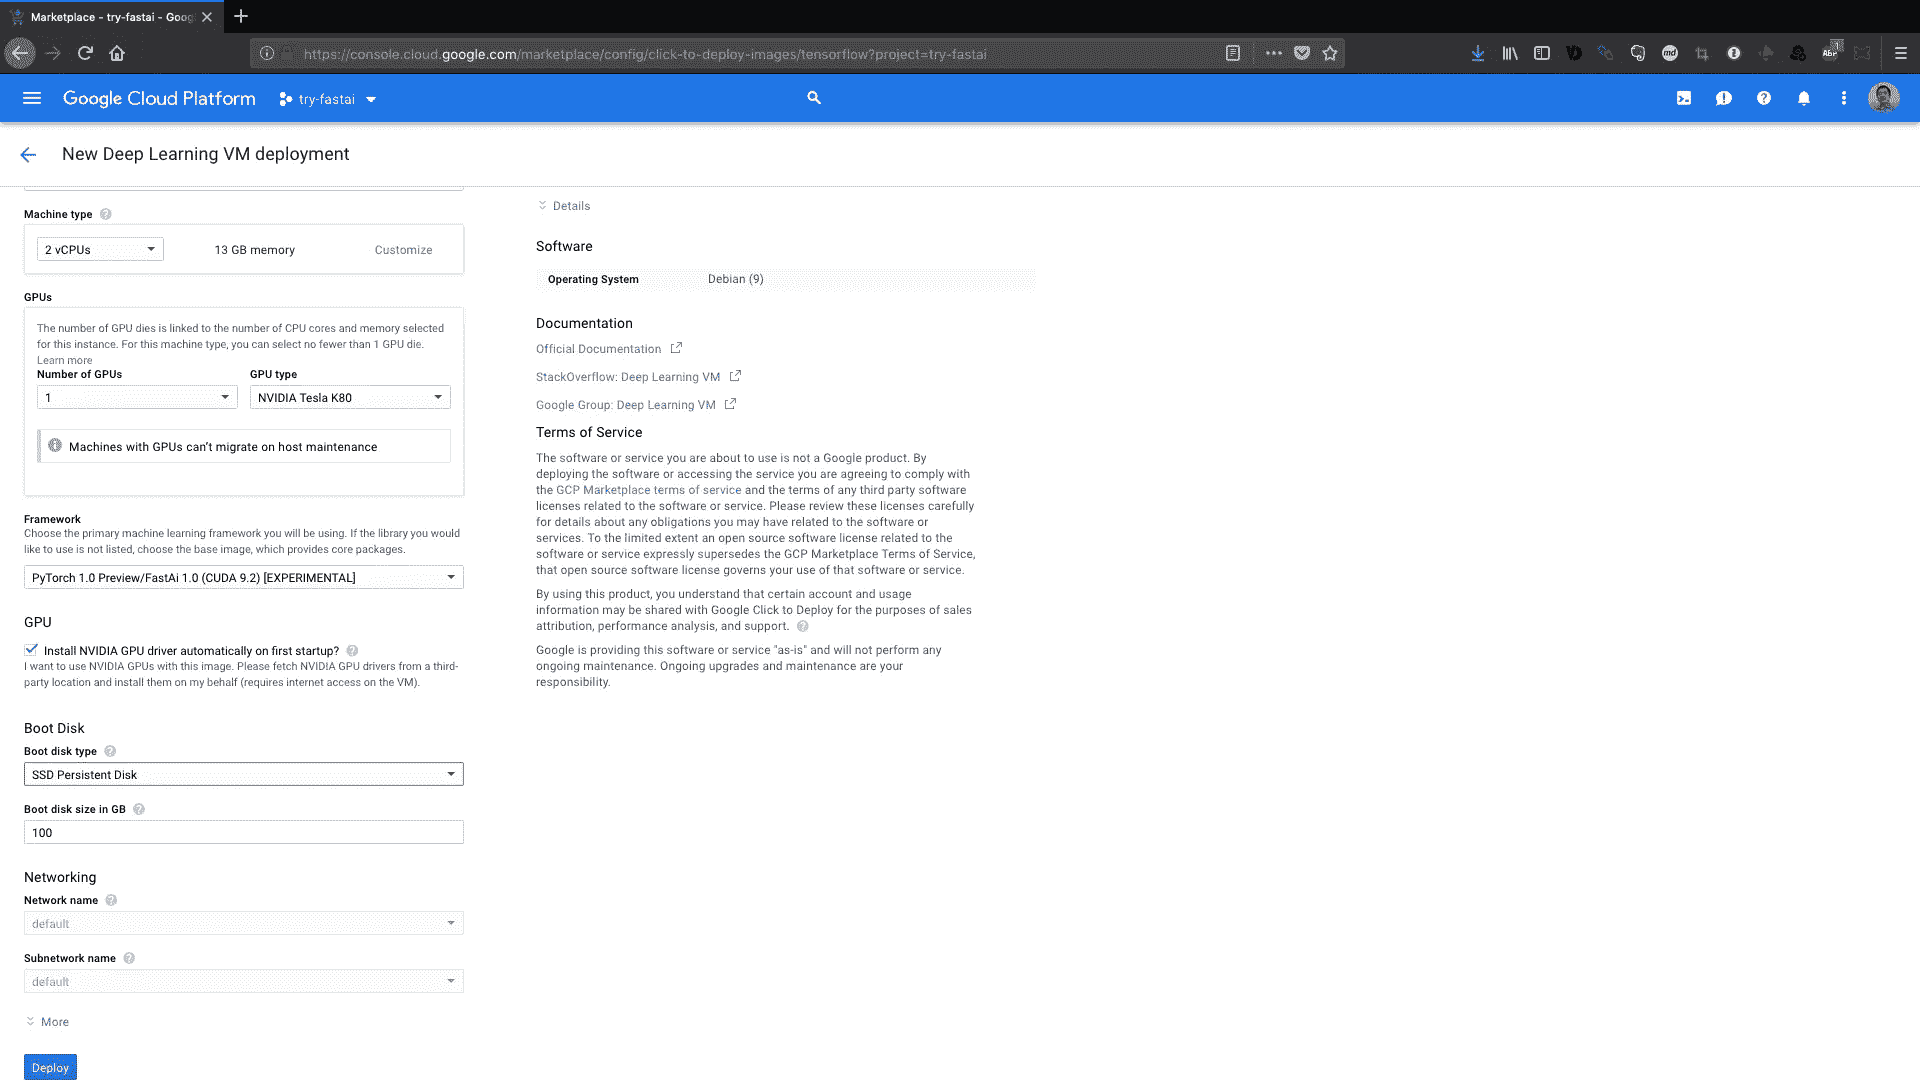 Marketplace - try-fastai - Goog
https://console.cloud.google.com/marketplace/config/click-to-deploy-images/tensorflow?project=try-fastai
Google Cloud Platform
try-fastai
New Deep Learning VM deployment
Machine type
2 vCPUs
13 GB memory
Customize
GPUs
The number of GPU dies is linked to the number of CPU cores and memory selected
for this instance. For this machine type, you can select no fewer than 1 GPU die.
Learn more
Number of GPUs
GPU type
1
NVIDIA Tesla K80
Machines with GPUs can't migrate on host maintenance
Framework
Choose the primary machine learning framework you will be using. If the library you would
like to use is not listed, choose the base image, which provides core packages.
PyTorch 1.0 Preview/FastAi 1.0 (CUDA 9.2) [EXPERIMENTAL]
GPU
Install NVIDIA GPU driver automatically on first startup?
I want to use NVIDIA GPUs with this image. Please fetch NVIDIA GPU drivers from a third-
party location and install them on my behalf (requires internet access on the VM).
Boot Disk
Boot disk type
SSD Persistent Disk
Boot disk size in GB
100
Networking
Network name
default
Subnetwork name
default
More
Deploy
Details
Software
Operating System
Debian (9)
Documentation
Official Documentation
StackOverflow: Deep Learning VM
Google Group: Deep Learning VM
Terms of Service
The software or service you are about to use is not a Google product. By
deploying the software or accessing the service you are agreeing to comply with
the GCP Marketplace terms of service and the terms of any third party software
licenses related to the software or service. Please review these licenses carefully
for details about any obligations you may have related to the software or
services. To the limited extent an open source software license related to the
software or service expressly supersedes the GCP Marketplace Terms of Service,
that open source software license governs your use of that software or service.
By using this product, you understand that certain account and usage
information may be shared with Google Click to Deploy for the purposes of sales
attribution, performance analysis, and support.
Google is providing this software or service "as-is" and will not perform any
ongoing maintenance. Ongoing upgrades and maintenance are your
responsibility.